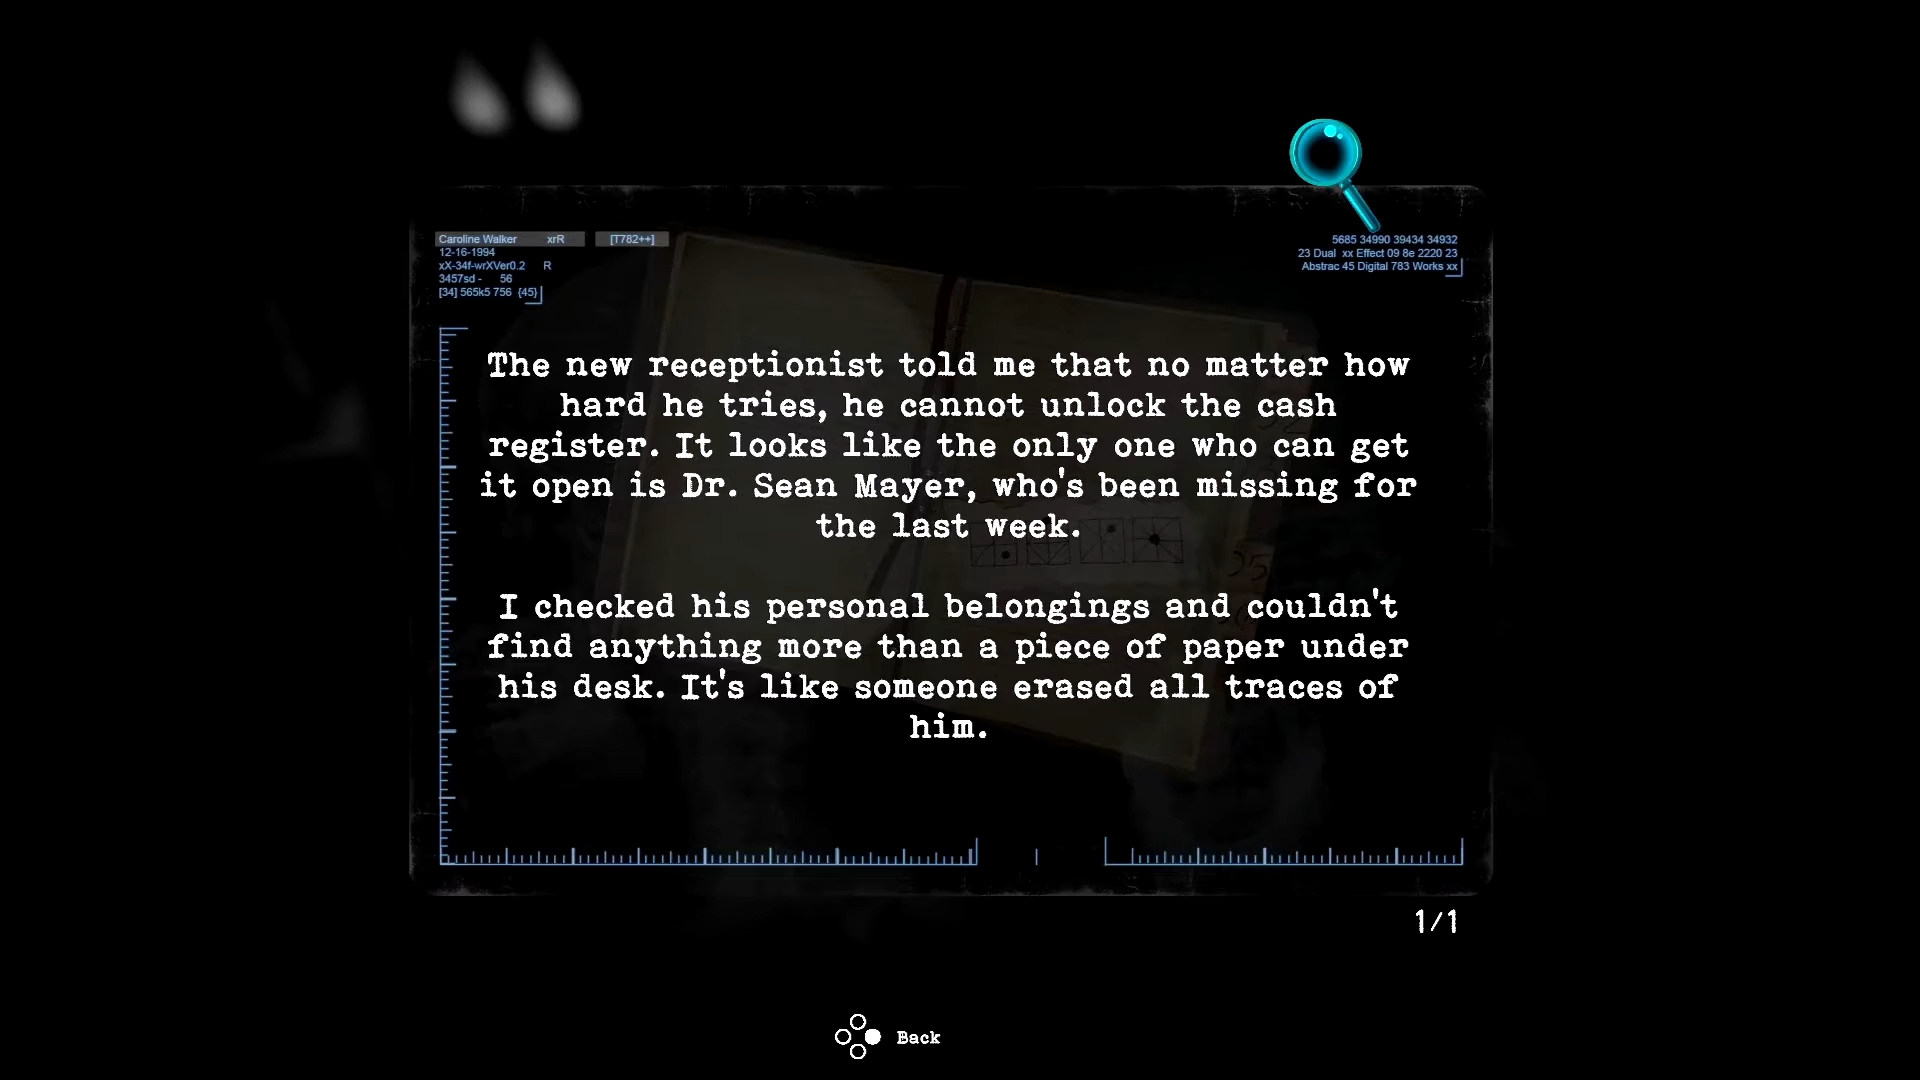 Caroline Walker xrR [T782++]
12-16-1994
xX-34f-wrXVer0.2 R
3457sd - 56
[34] 565k5 756 {45}
5685 34990 39434 34932
23 Dual xx Effect 09 8e 2220 23
Abstrac 45 Digital 783 Works xx
The new receptionist told me that no matter how
hard he tries, he cannot unlock the cash
register. It looks like the only one who can get
it open is Dr. Sean Mayer, who's been missing for
the last week.
I checked his personal belongings and couldn't
find anything more than a piece of paper under
his desk. It's like someone erased all traces of
him.
1/1
Back